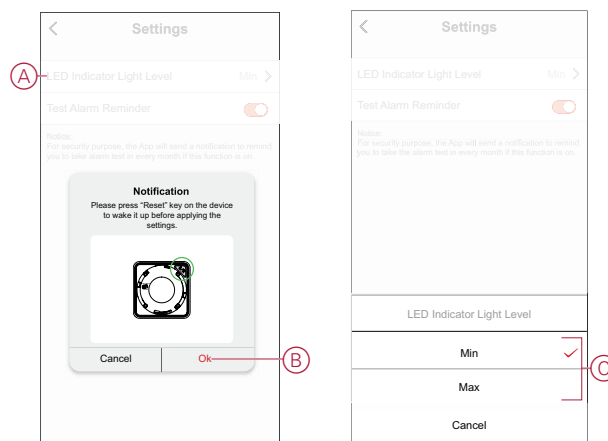 Settings
A
LED Indicator Light Level
Min
Test Alarm Reminder
Notice:
For security purpose, the App will send a notification to remind
you to take alarm test in every month if this function is on.
Notification
Please press “Reset” key on the device
to wake it up before applying the
settings.
Cancel
Ok
B
Settings
LED Indicator Light Level
Min
Test Alarm Reminder
Notice:
For security purpose, the App will send a notification to remind
you to take the alarm test in every month if this function is on.
LED Indicator Light Level
Min
Max
C
Cancel